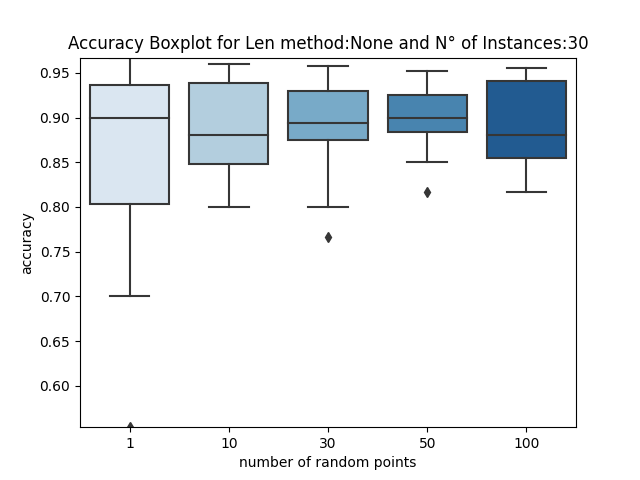 Accuracy Boxplot for Len method:None and N° of Instances:30
accuracy
0.95
0.90
0.85
0.80
0.75
0.70
0.65
0.60
1 10 30 50 100
number of random points